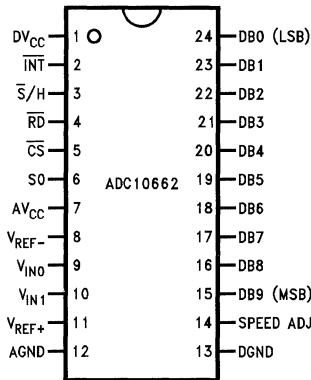 DVCC 1 24 DB0 (LSB)
INT 2 23 DB1
S/H 3 22 DB2
RD 4 21 DB3
CS 5 20 DB4
S0 6 19 DB5
ADC10662
AVCC 7 18 DB6
VREF- 8 17 DB7
VIN0 9 16 DB8
VIN1 10 15 DB9 (MSB)
VREF+ 11 14 SPEED ADJ
AGND 12 13 DGND